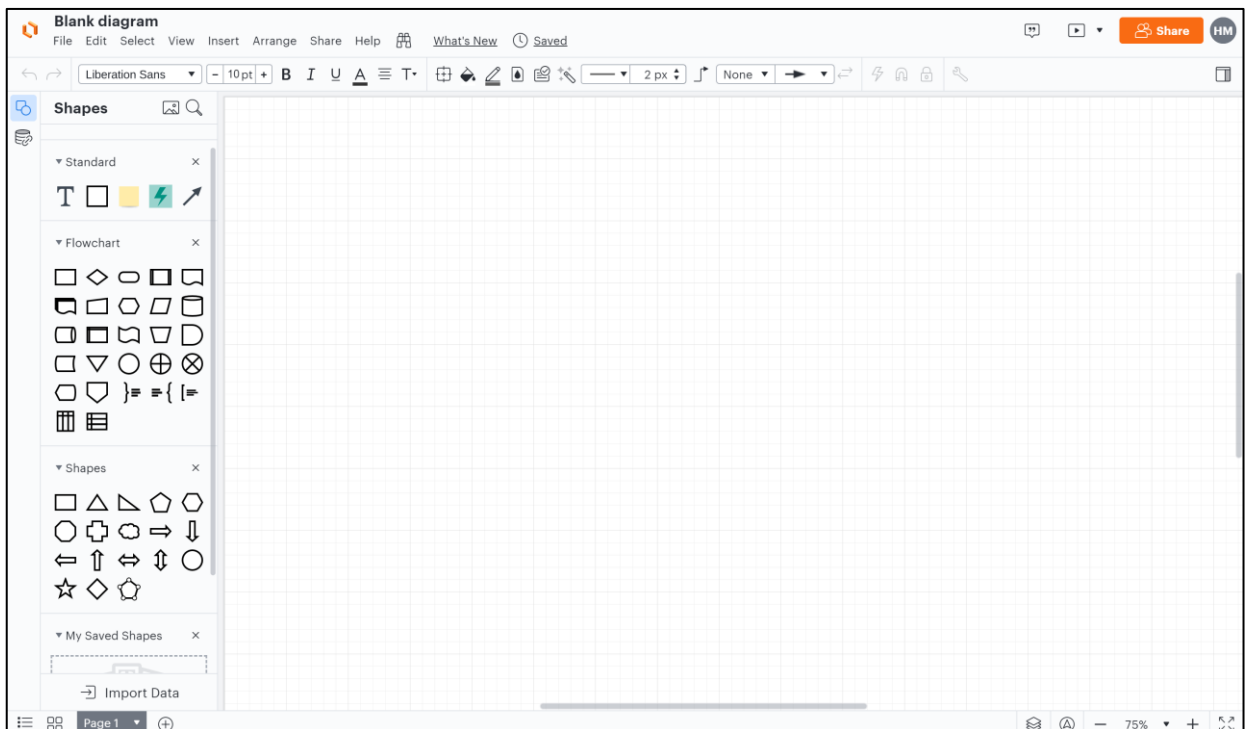 Blank diagram
File Edit Select View Insert Arrange Share Help What's New Saved
Share HM
Liberation Sans - 10 pt + B I U A T 2 px None
Shapes
Standard
T
Flowchart
Shapes
My Saved Shapes
Import Data
Page 1
75%